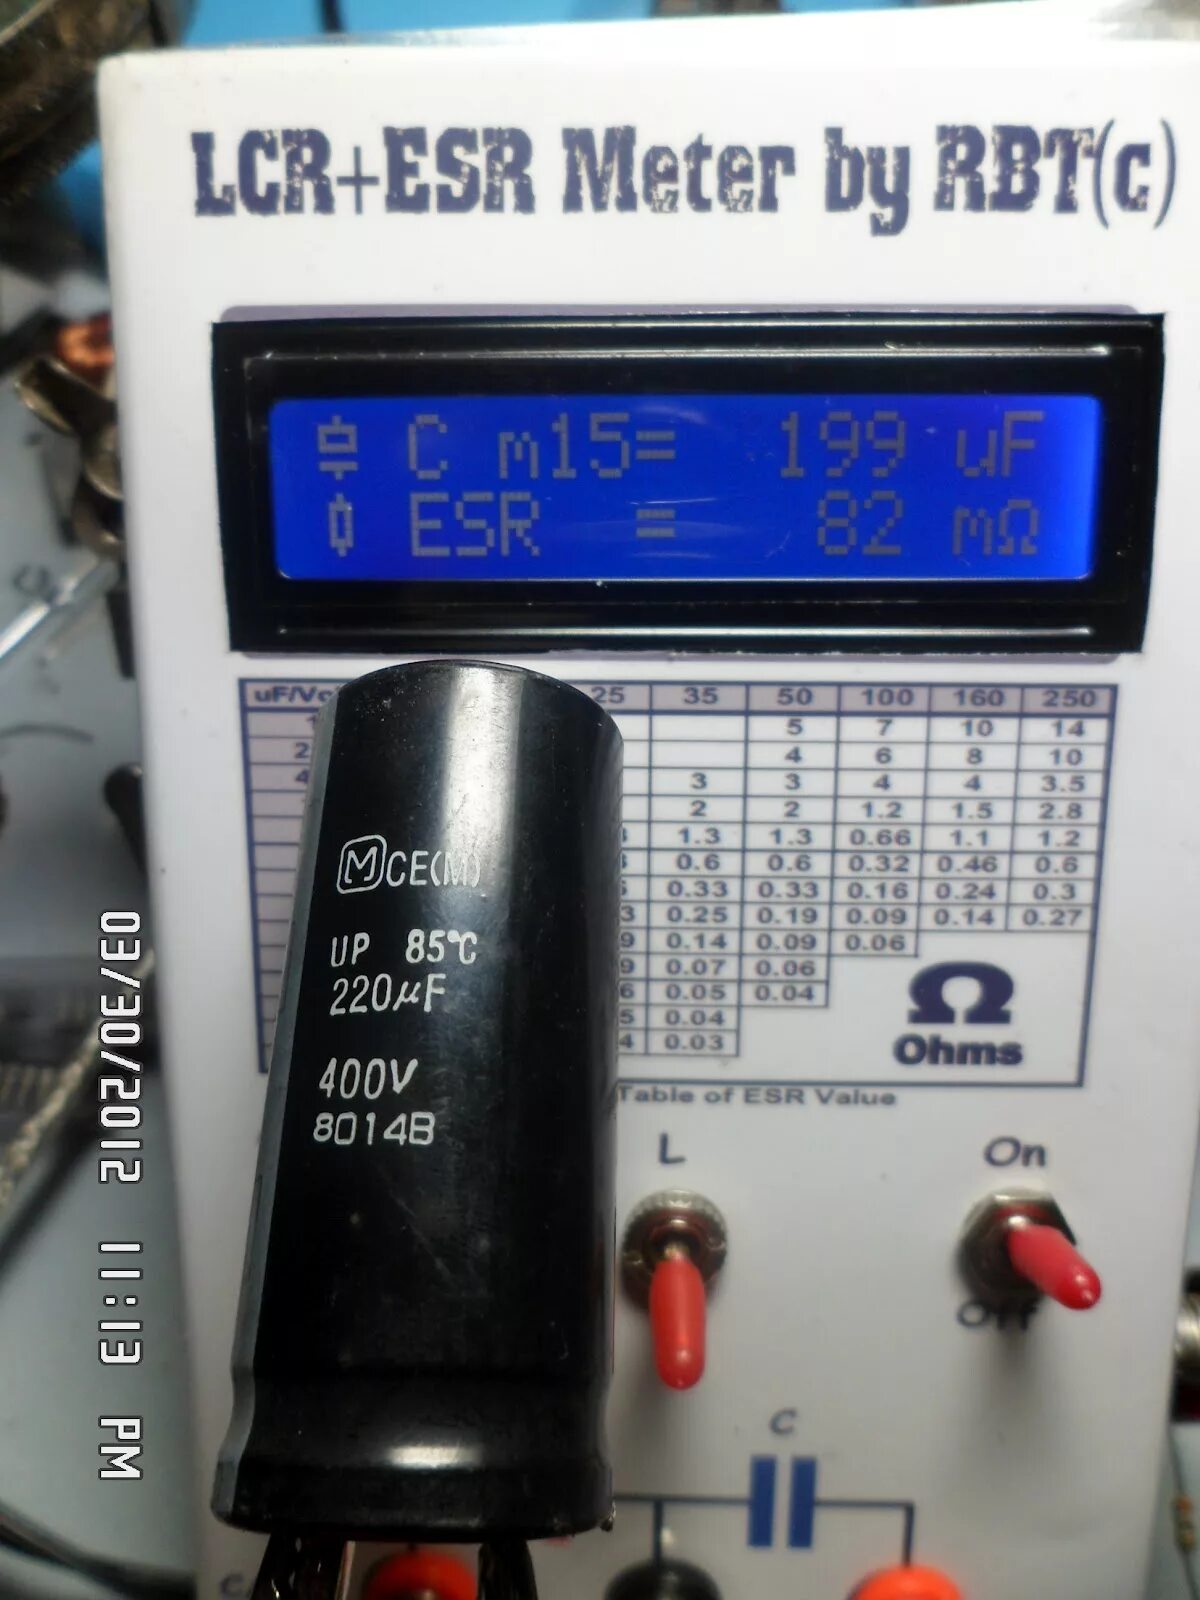 LCR+ESR Meter by RBT(c)
C m15= 199 uF
ESR = 82 mΩ
25 35 50 100 160 250
5 7 10 14
4 6 8 10
3 3 4 4 3.5
2 2 1.2 1.5 2.8
1.3 1.3 0.66 1.1 1.2
0.6 0.6 0.32 0.46 0.6
0.33 0.33 0.16 0.24 0.3
0.25 0.19 0.09 0.14 0.27
0.14 0.09 0.06
0.07 0.06
0.05 0.04
0.04
0.03
Ω
Ohms
Table of ESR Value
M CE(M)
UP 85℃
220μF
400V
8014B
L
On
Off
C
03/30/2012 11:13 PM